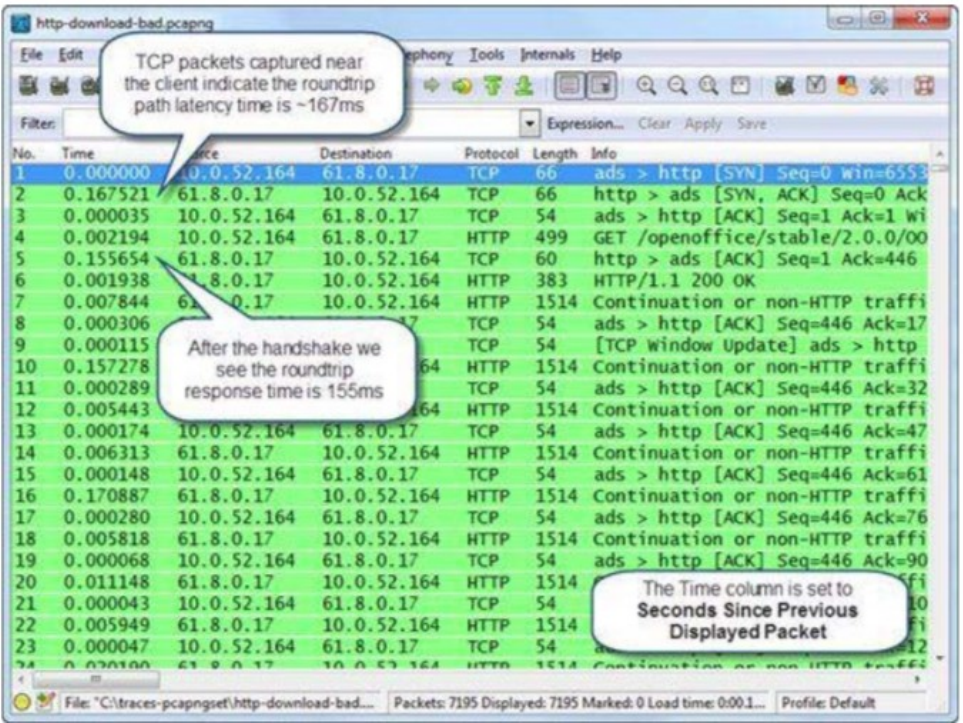 http-download-bad.pcapng
File Edit ephony Tools Internals Help
TCP packets captured near
the client indicate the roundtrip
path latency time is ~167ms
Filter: Expression... Clear Apply Save
No. Time rce Destination Protocol Length Info
1 0.000000 10.0.52.164 61.8.0.17 TCP 66 ads > http [SYN] Seq=0 Win=6553
2 0.167521 61.8.0.17 10.0.52.164 TCP 66 http > ads [SYN, ACK] Seq=0 Ack
3 0.000035 10.0.52.164 61.8.0.17 TCP 54 ads > http [ACK] Seq=1 Ack=1 Wi
4 0.002194 10.0.52.164 61.8.0.17 HTTP 499 GET /openoffice/stable/2.0.0/OO
5 0.155654 61.8.0.17 10.0.52.164 TCP 60 http > ads [ACK] Seq=1 Ack=446
6 0.001938 .8.0.17 10.0.52.164 HTTP 383 HTTP/1.1 200 OK
7 0.007844 6 .0.17 10.0.52.164 HTTP 1514 Continuation or non-HTTP traffi
8 0.000306 TCP 54 ads > http [ACK] Seq=446 Ack=17
9 0.000115 TCP 54 [TCP Window Update] ads > http
10 0.157278 64 HTTP 1514 Continuation or non-HTTP traffi
11 0.000289 TCP 54 ads > http [ACK] Seq=446 Ack=32
After the handshake we
see the roundtrip
response time is 155ms
12 0.005443 164 HTTP 1514 Continuation or non-HTTP traffi
13 0.000174 10.0.52.164 61.8.0.17 TCP 54 ads > http [ACK] Seq=446 Ack=47
14 0.006313 61.8.0.17 10.0.52.164 HTTP 1514 Continuation or non-HTTP traffi
15 0.000148 10.0.52.164 61.8.0.17 TCP 54 ads > http [ACK] Seq=446 Ack=61
16 0.170887 61.8.0.17 10.0.52.164 HTTP 1514 Continuation or non-HTTP traffi
17 0.000280 10.0.52.164 61.8.0.17 TCP 54 ads > http [ACK] Seq=446 Ack=76
18 0.005818 61.8.0.17 10.0.52.164 HTTP 1514 Continuation or non-HTTP traffi
19 0.000068 10.0.52.164 61.8.0.17 TCP 54 ads > http [ACK] Seq=446 Ack=90
20 0.011148 61.8.0.17 10.0.52.164 HTTP 1514 ffi
21 0.000043 10.0.52.164 61.8.0.17 TCP 54 10
22 0.005949 61.8.0.17 10.0.52.164 HTTP 1514 ffi
23 0.000047 10.0.52.164 61.8.0.17 TCP 54 12
The Time column is set to
Seconds Since Previous
Displayed Packet
24 0.020190 61.8.0.17 10.0.52.164 HTTP 1514 Continuation or non-HTTP traffi
File: "C:\traces-pcapngset\http-download-bad.... Packets: 7195 Displayed: 7195 Marked: 0 Load time: 0:00.1... Profile: Default